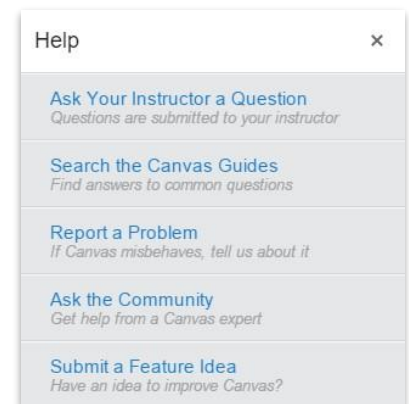 Help ×
Ask Your Instructor a Question
Questions are submitted to your instructor
Search the Canvas Guides
Find answers to common questions
Report a Problem
If Canvas misbehaves, tell us about it
Ask the Community
Get help from a Canvas expert
Submit a Feature Idea
Have an idea to improve Canvas?